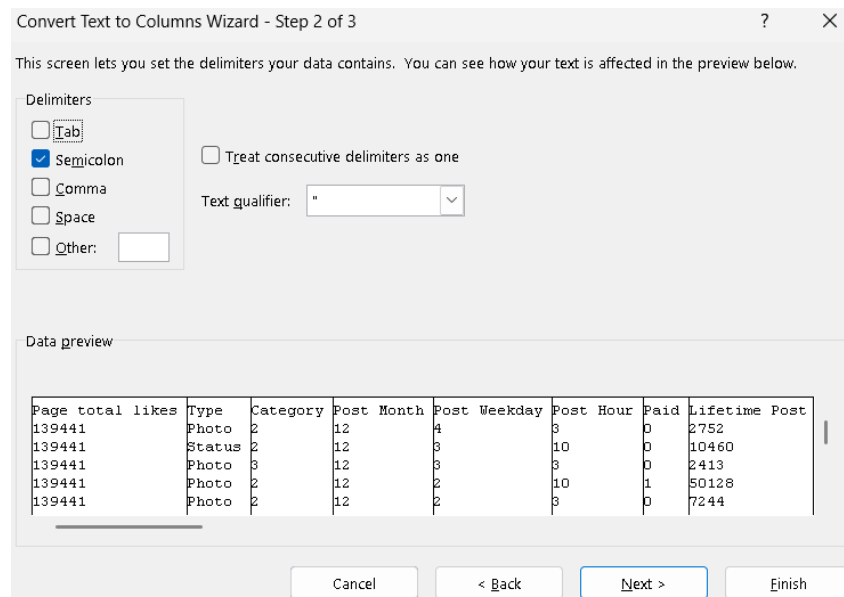 Convert Text to Columns Wizard - Step 2 of 3 ?
This screen lets you set the delimiters your data contains. You can see how your text is affected in the preview below.
Delimiters
Tab
Semicolon
Comma
Space
Other:
Treat consecutive delimiters as one
Text qualifier: "
Data preview
Page total likes Type Category Post Month Post Weekday Post Hour Paid Lifetime Post
139441 Photo 2 12 4 3 0 2752
139441 Status 2 12 3 10 0 10460
139441 Photo 3 12 3 3 0 2413
139441 Photo 2 12 2 10 1 50128
139441 Photo 2 12 2 3 0 7244
Cancel < Back Next > Finish